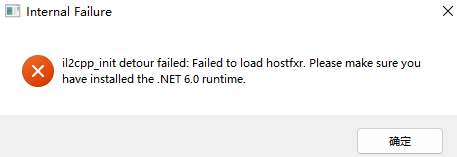 Internal Failure
il2cpp_init detour failed: Failed to load hostfxr. Please make sure you
have installed the .NET 6.0 runtime.
确定